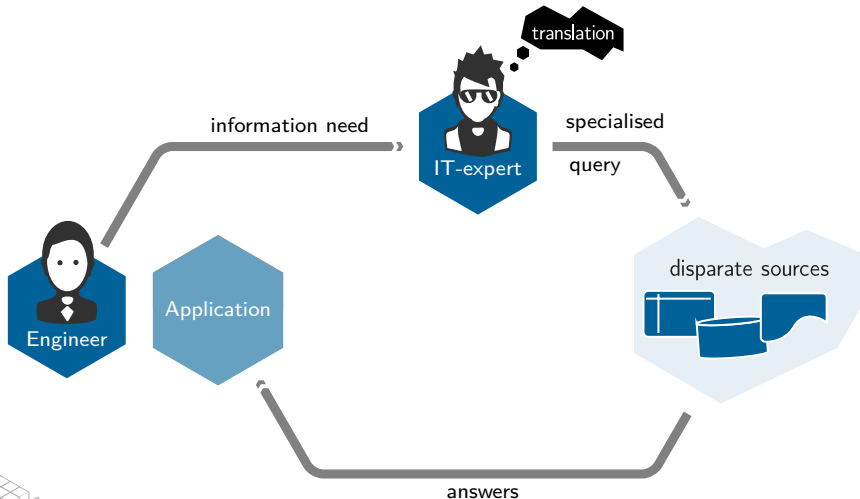 translation
information need
specialised
IT-expert
query
disparate sources
Application
Engineer
answers